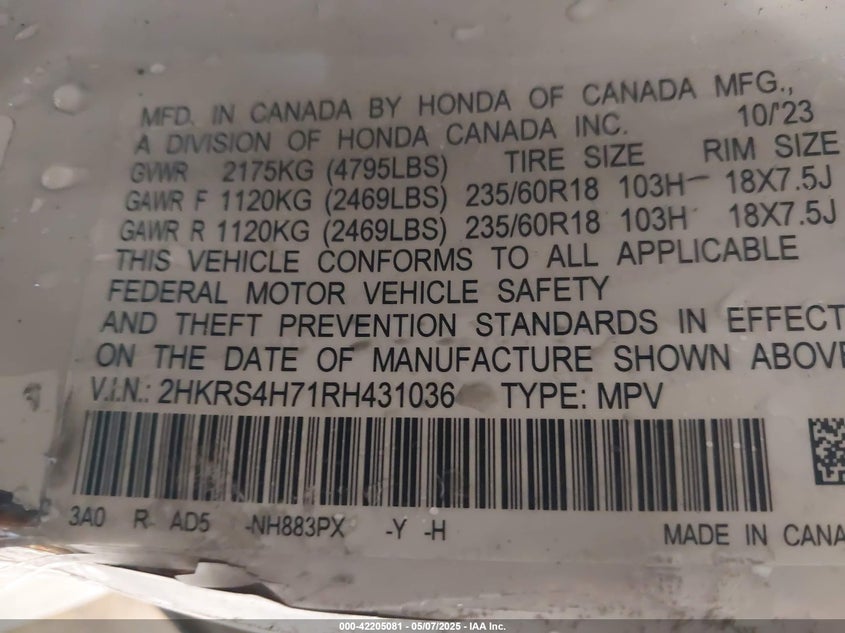 MFD. IN CANADA BY HONDA OF CANADA MFG.,
A DIVISION OF HONDA CANADA INC. 10/'23
GVWR 2175KG (4795LBS) TIRE SIZE RIM SIZE
GAWR F 1120KG (2469LBS) 235/60R18 103H 18X7.5J
GAWR R 1120KG (2469LBS) 235/60R18 103H 18X7.5J
THIS VEHICLE CONFORMS TO ALL APPLICABLE
FEDERAL MOTOR VEHICLE SAFETY
AND THEFT PREVENTION STANDARDS IN EFFECT
ON THE DATE OF MANUFACTURE SHOWN ABOVE
V.I.N.: 2HKRS4H71RH431036 TYPE: MPV
3A0 R- AD5 -NH883PX -Y -H MADE IN CANA
000-42205081 - 05/07/2025 - IAA Inc.